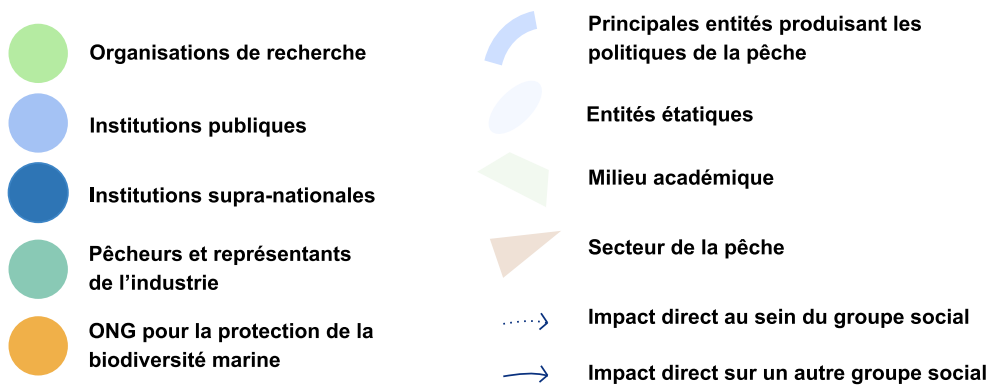 Organisations de recherche
Institutions publiques
Institutions supra-nationales
Pêcheurs et représentants
de l'industrie
ONG pour la protection de la
biodiversité marine
Principales entités produisant les
politiques de la pêche
Entités étatiques
Milieu académique
Secteur de la pêche
Impact direct au sein du groupe social
Impact direct sur un autre groupe social